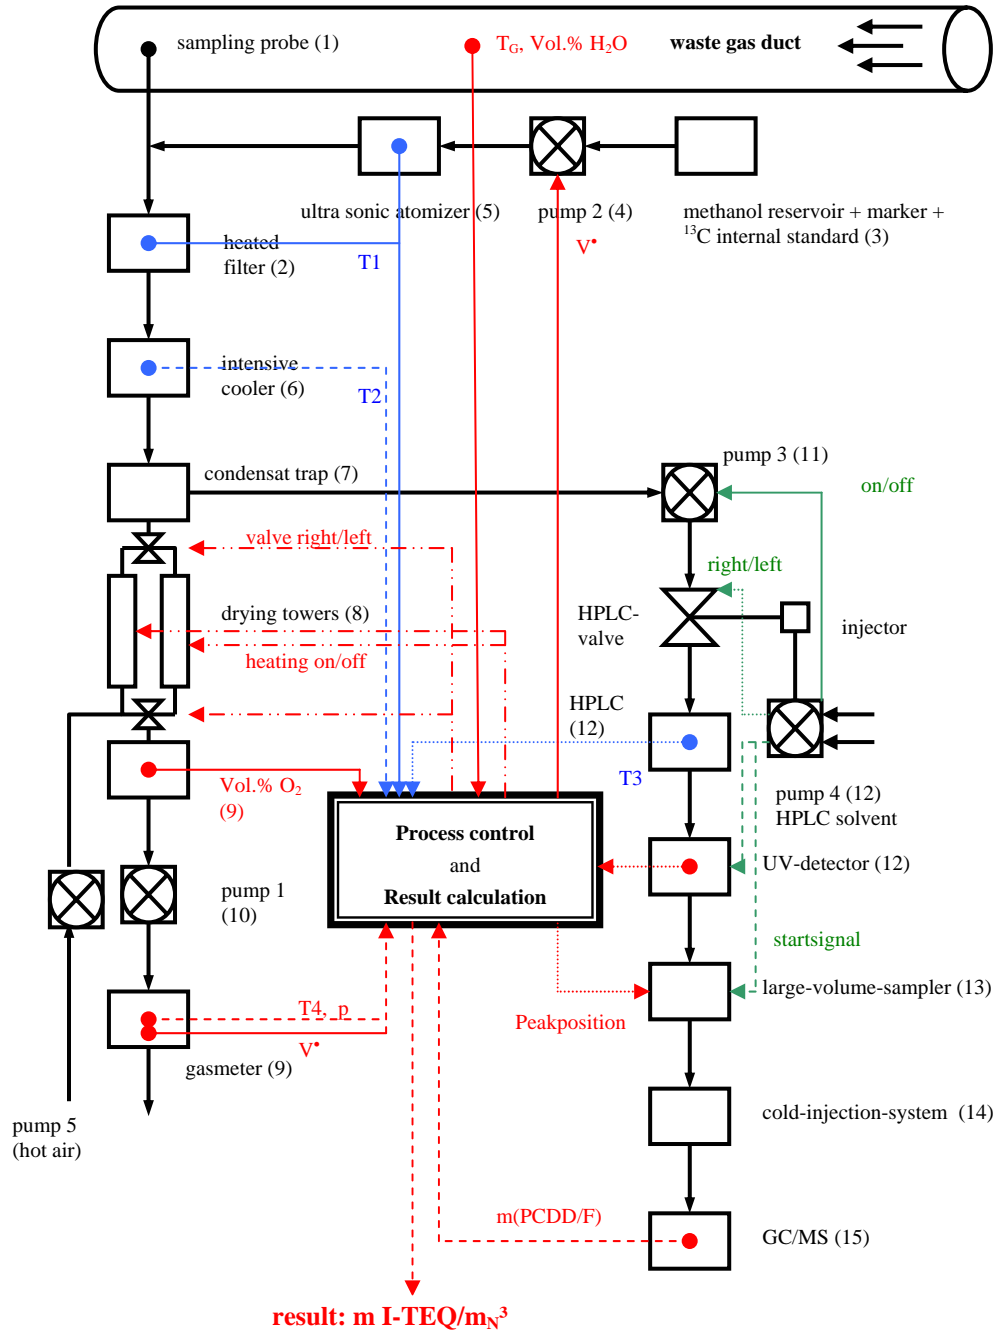 sampling probe (1)
T_G, Vol.% H₂O
waste gas duct
ultra sonic atomizer (5)
pump 2 (4)
methanol reservoir + marker +
¹³C internal standard (3)
V•
heated
filter (2)
T1
intensive
cooler (6)
T2
condensat trap (7)
pump 3 (11)
on/off
valve right/left
right/left
drying towers (8)
HPLC-
valve
injector
heating on/off
HPLC
(12)
T3
Vol.% O₂
(9)
pump 4 (12)
HPLC solvent
Process control
and
Result calculation
UV-detector (12)
pump 1
(10)
startsignal
large-volume-sampler (13)
T4, p
Peakposition
V•
gasmeter (9)
pump 5
(hot air)
cold-injection-system (14)
m(PCDD/F)
GC/MS (15)
result: m I-TEQ/m_N³